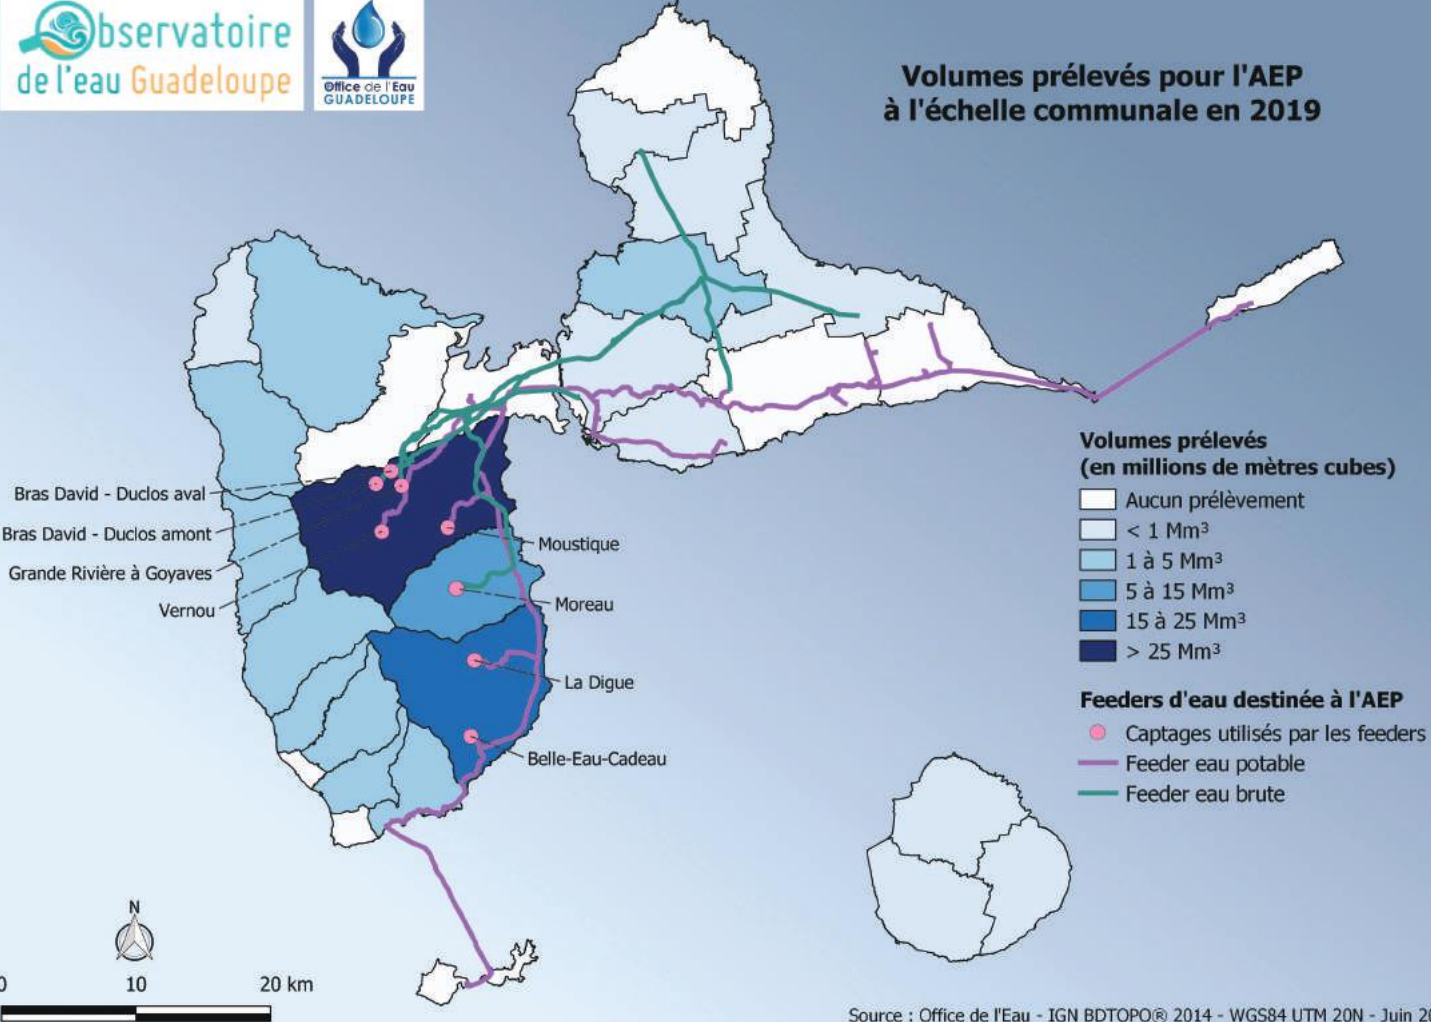 Observatoire
de l'eau Guadeloupe
Office de l'Eau
GUADELOUPE
Volumes prélevés pour l'AEP
à l'échelle communale en 2019
Bras David - Duclos aval
Bras David - Duclos amont
Grande Rivière à Goyaves
Vernou
Moustique
Moreau
La Digue
Belle-Eau-Cadeau
Volumes prélevés
(en millions de mètres cubes)
Aucun prélèvement
< 1 Mm³
1 à 5 Mm³
5 à 15 Mm³
15 à 25 Mm³
> 25 Mm³
Feeders d'eau destinée à l'AEP
Captages utilisés par les feeders
Feeder eau potable
Feeder eau brute
N
0 10 20 km
Source : Office de l'Eau - IGN BDTOPO® 2014 - WGS84 UTM 20N - Juin